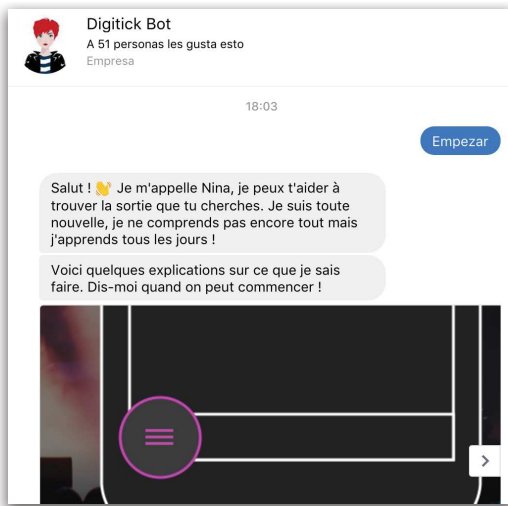 Digitick Bot
A 51 personas les gusta esto
Empresa
18:03
Empezar
Salut ! 👋 Je m'appelle Nina, je peux t'aider à
trouver la sortie que tu cherches. Je suis toute
nouvelle, je ne comprends pas encore tout mais
j'apprends tous les jours !
Voici quelques explications sur ce que je sais
faire. Dis-moi quand on peut commencer !